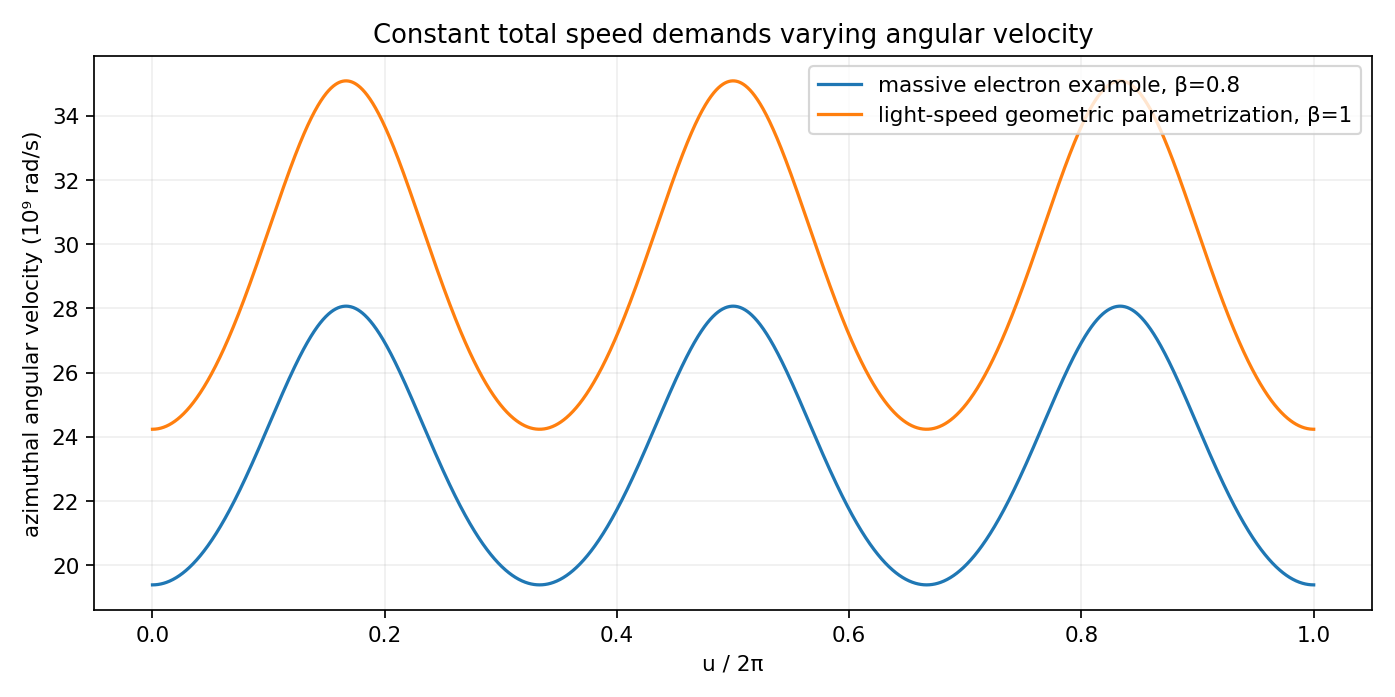 Constant total speed demands varying angular velocity
massive electron example, β=0.8
light-speed geometric parametrization, β=1
azimuthal angular velocity (10⁹ rad/s)
34
32
30
28
26
24
22
20
0.0 0.2 0.4 0.6 0.8 1.0
u / 2π